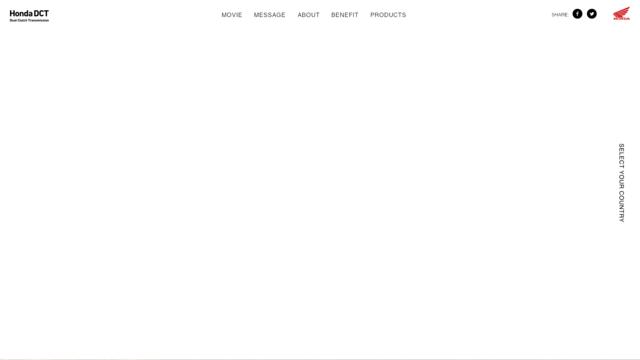 Honda DCT
Dual Clutch Transmission
MOVIE
MESSAGE
ABOUT
BENEFIT
PRODUCTS
SHARE:
HONDA
SELECT YOUR COUNTRY